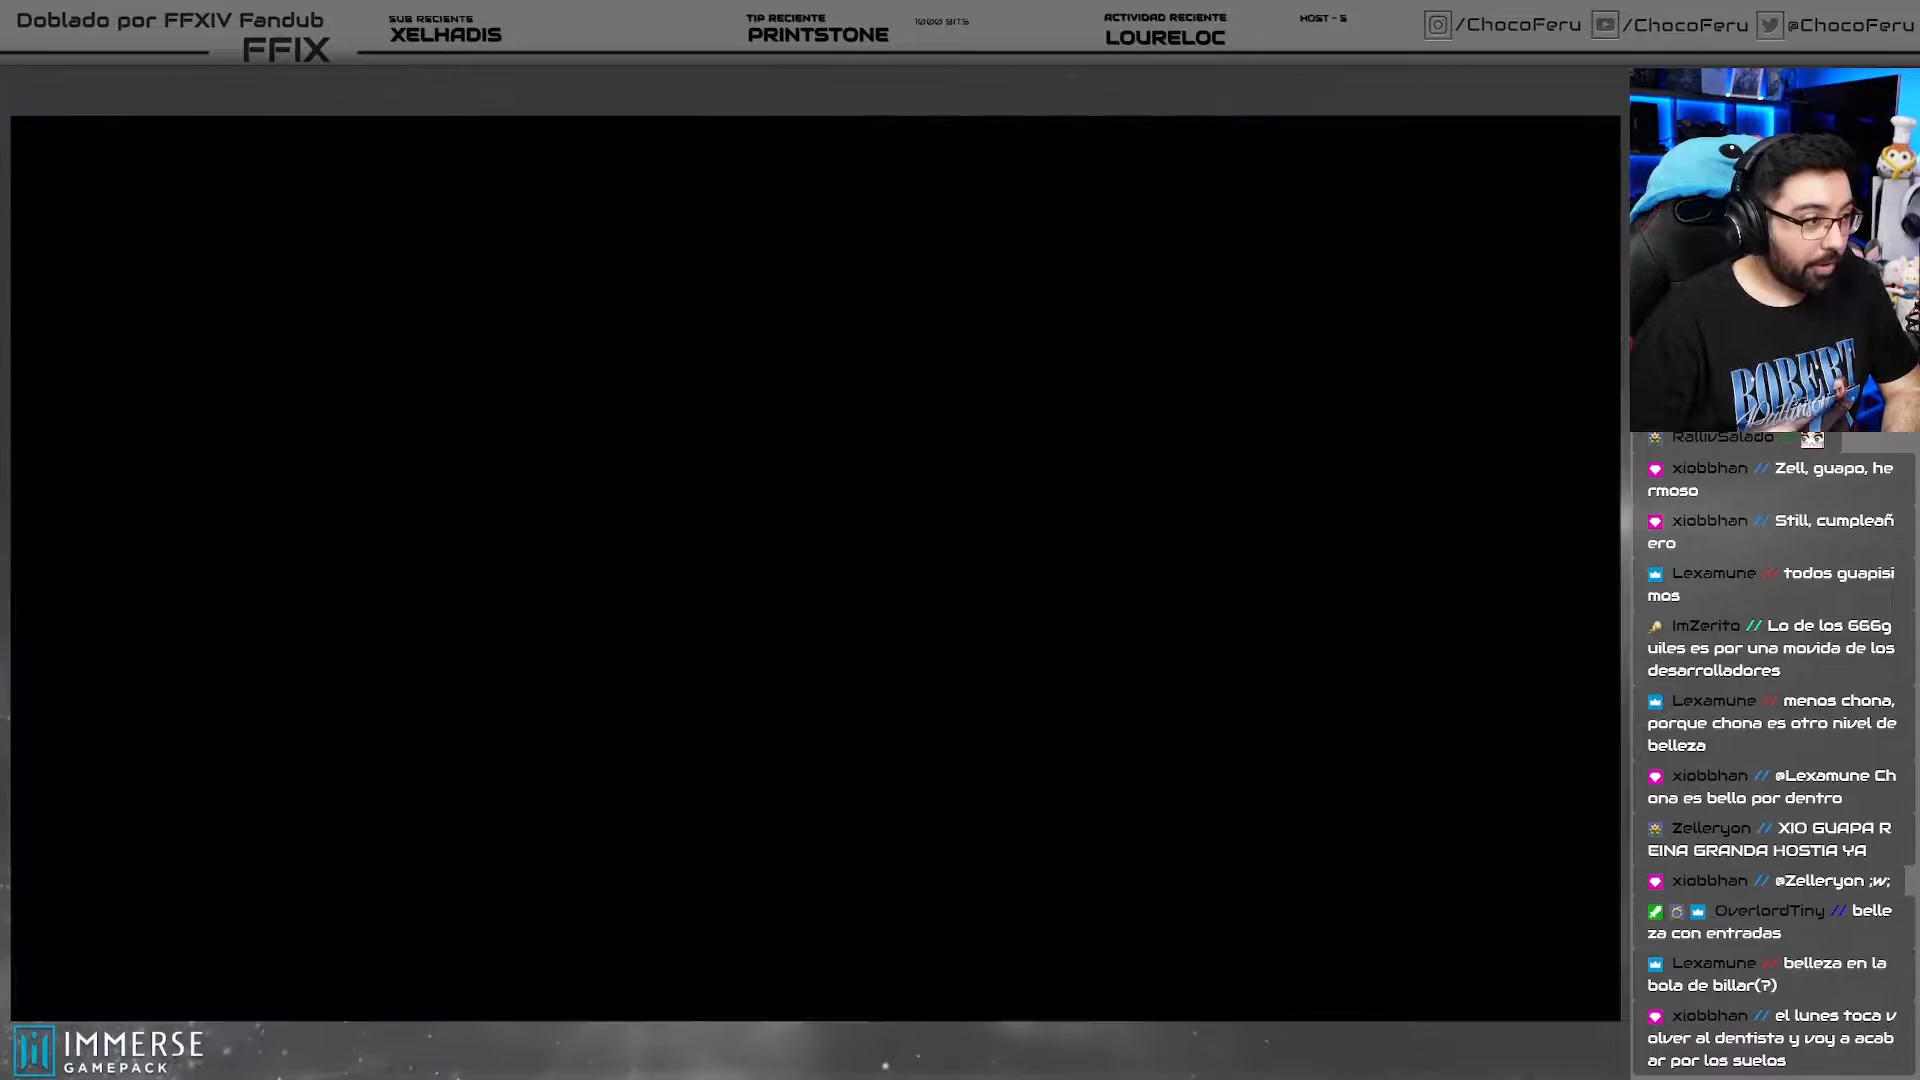 Doblado por FFXIV Fandub
FFIX
SUB RECIENTE
XELHADIS
TIP RECIENTE
PRINTSTONE
1000 BITS
ACTIVIDAD RECIENTE
LOURELOC
HOST - 5
/ChocoFeru
/ChocoFeru
@ChocoFeru
ROBERT
Pattinson
RallivSalado
xiobbhan // Zell, guapo, he
rmoso
xiobbhan // Still, cumpleañ
ero
Lexamune // todos guapisi
mos
ImZerito // Lo de los 666g
uiles es por una movida de los
desarrolladores
Lexamune // menos chona,
porque chona es otro nivel de
belleza
xiobbhan // @Lexamune Ch
ona es bello por dentro
Zelleryon // XIO GUAPA R
EINA GRANDA HOSTIA YA
xiobbhan // @Zelleryon ;w;
_OverlordTiny // belle
za con entradas
Lexamune // belleza en la
bola de billar(?)
xiobbhan // el lunes toca v
olver al dentista y voy a acab
ar por los suelos
IMMERSE
GAMEPACK